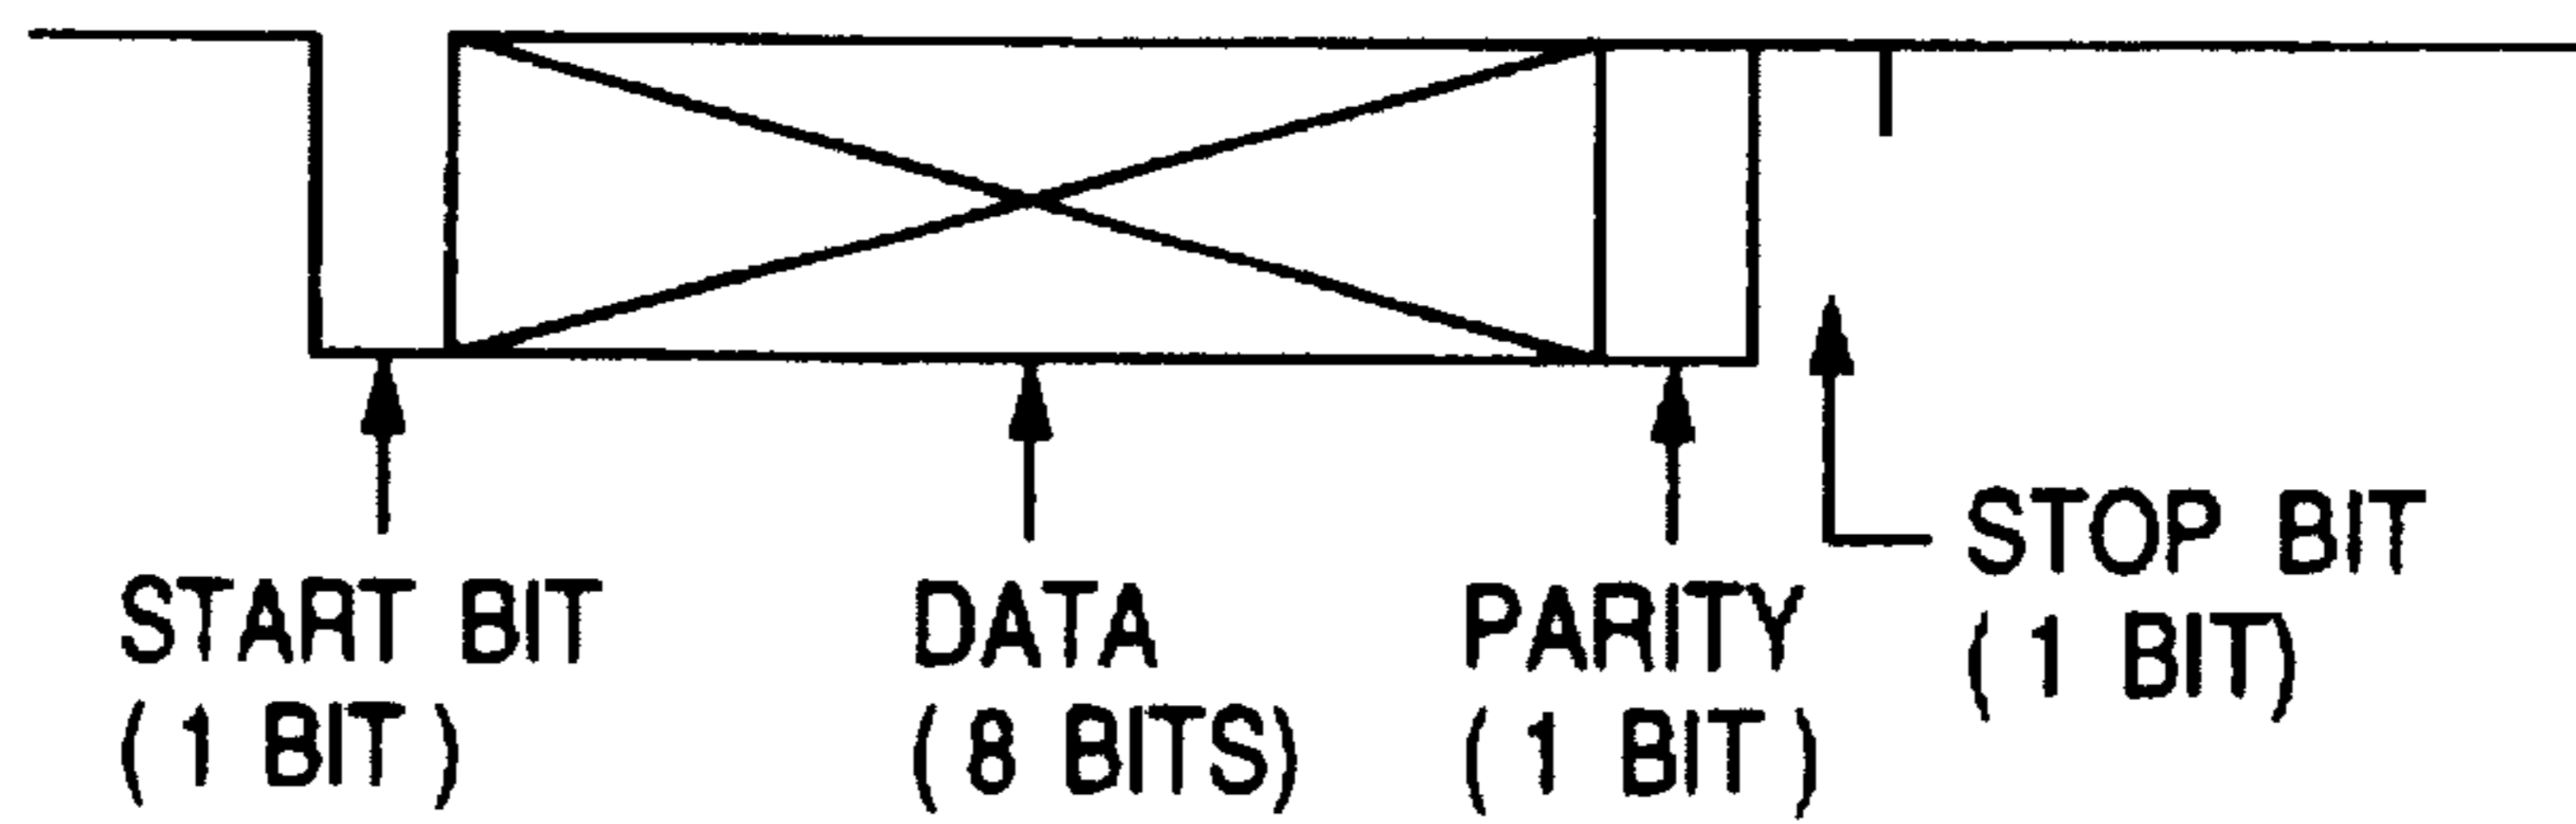 START BIT
( 1 BIT )
DATA
( 8 BITS)
PARITY
( 1 BIT )
STOP BIT
( 1 BIT)